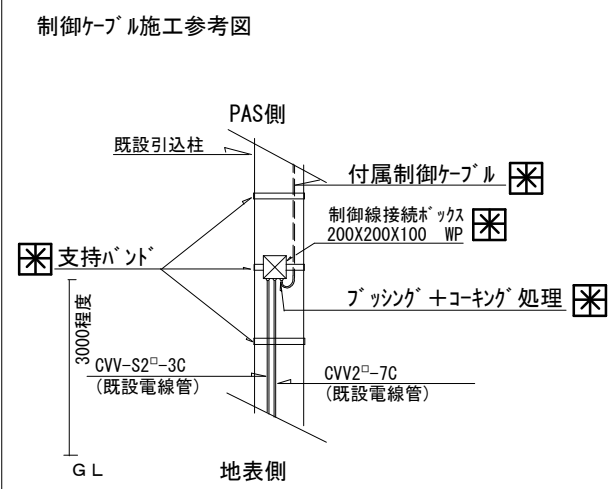 制御ケーブル施工参考図
PAS側
既設引込柱
付属制御ケーブル
制御線接続ボックス
200X200X100 WP
支持バンド
ブッシング+コーキング処理
3000程度
CVV-S2□-3C
(既設電線管)
CVV2□-7C
(既設電線管)
GL
地表側